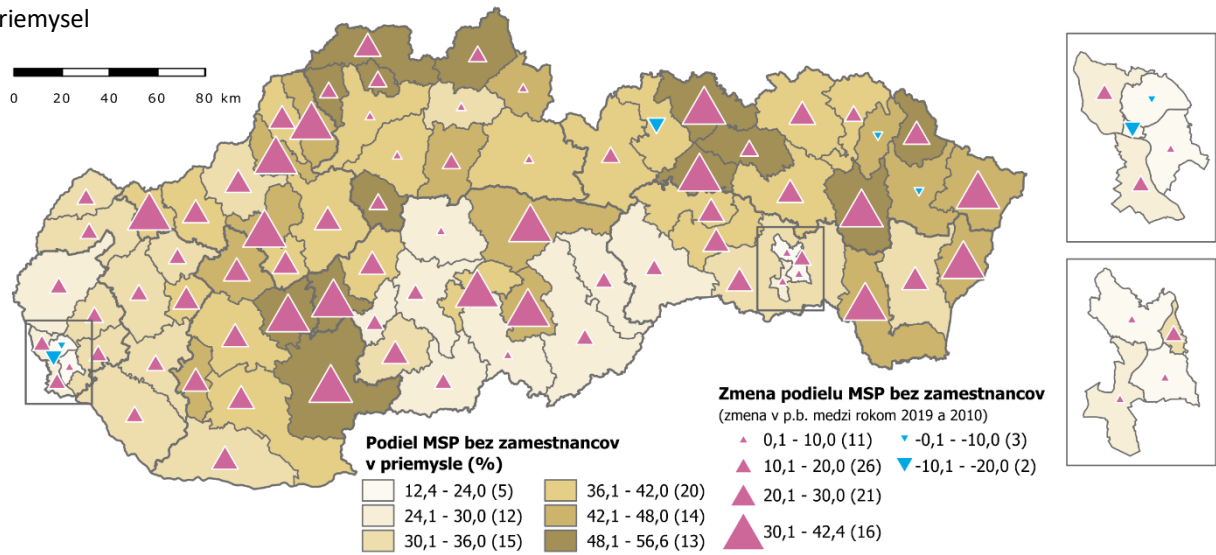 riemysel
0 20 40 60 80 km
Podiel MSP bez zamestnancov
v priemysle (%)
12,4 - 24,0 (5)
24,1 - 30,0 (12)
30,1 - 36,0 (15)
36,1 - 42,0 (20)
42,1 - 48,0 (14)
48,1 - 56,6 (13)
Zmena podielu MSP bez zamestnancov
(zmena v p.b. medzi rokom 2019 a 2010)
0,1 - 10,0 (11)
10,1 - 20,0 (26)
20,1 - 30,0 (21)
30,1 - 42,4 (16)
-0,1 - -10,0 (3)
-10,1 - -20,0 (2)